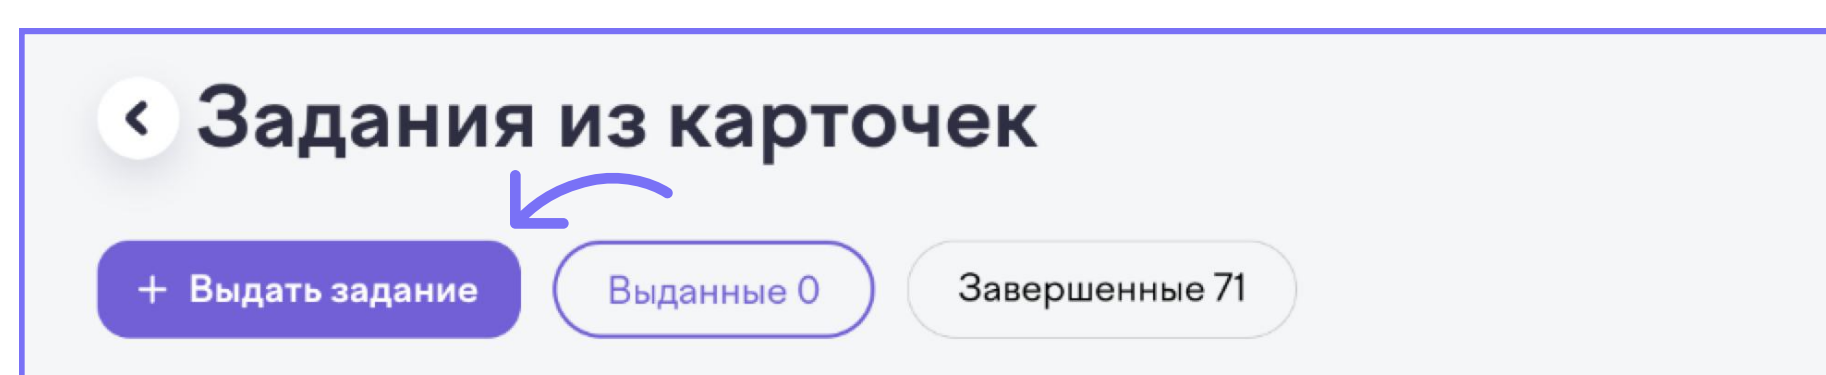 Задания из карточек
+ Выдать задание Выданные 0 Завершенные 71